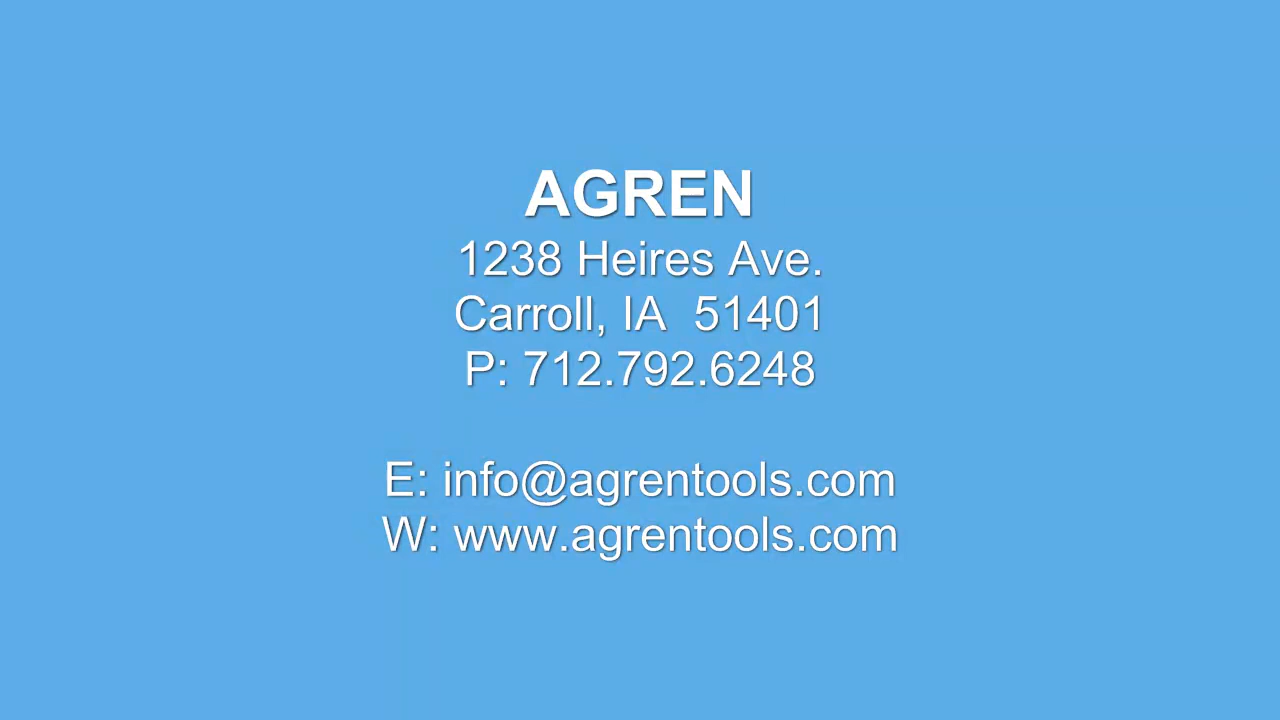 AGREN
1238 Heires Ave.
Carroll, IA  51401
P: 712.792.6248
E: info@agrentools.com
W: www.agrentools.com